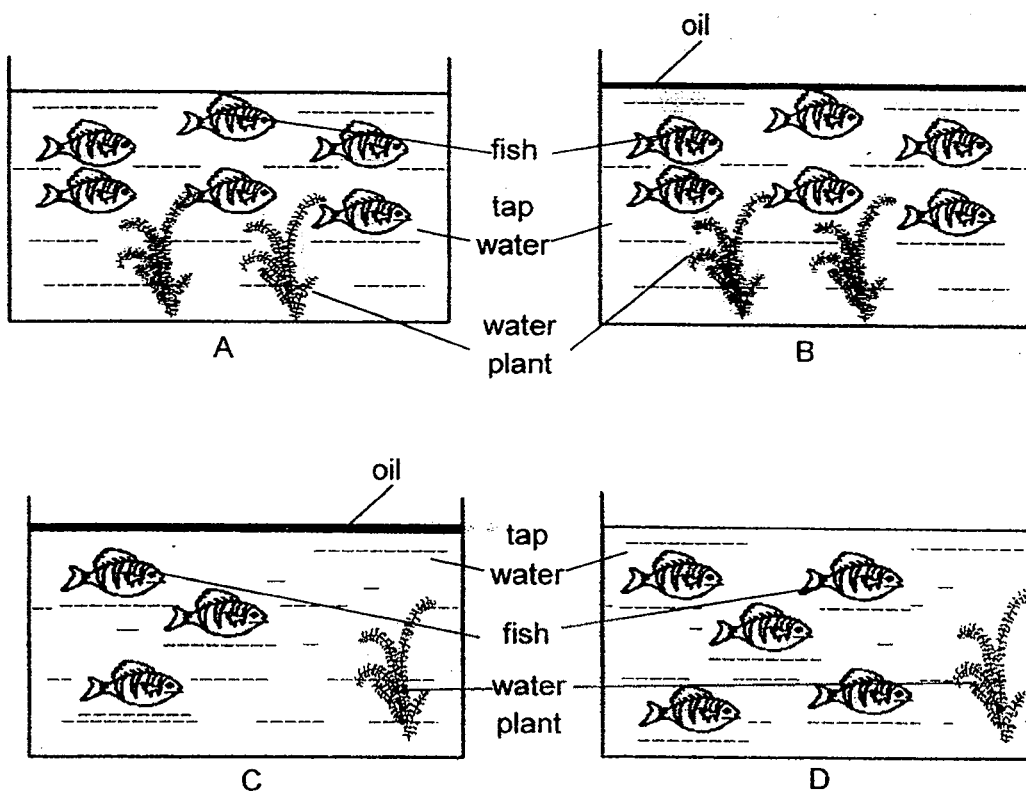 oil
fish
tap
water
water
plant
A
B
oil
tap
water
fish
water
plant
C
D